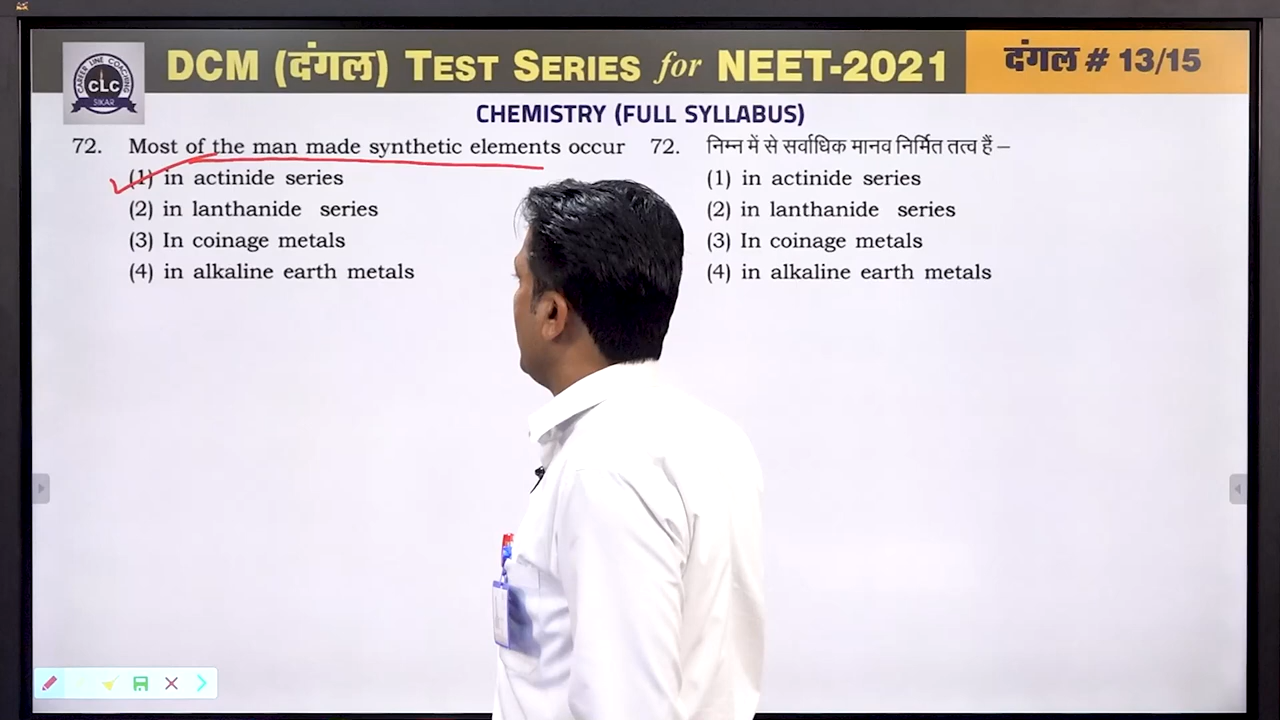 DCM (दंगल) TEST SERIES for NEET-2021
दंगल # 13/15
CAREER LINE COACHING
CLC
SIKAR
CHEMISTRY (FULL SYLLABUS)
72. Most of the man made synthetic elements occur
(1) in actinide series
(2) in lanthanide series
(3) In coinage metals
(4) in alkaline earth metals
72. निम्न में से सर्वाधिक मानव निर्मित तत्व हैं –
(1) in actinide series
(2) in lanthanide series
(3) In coinage metals
(4) in alkaline earth metals